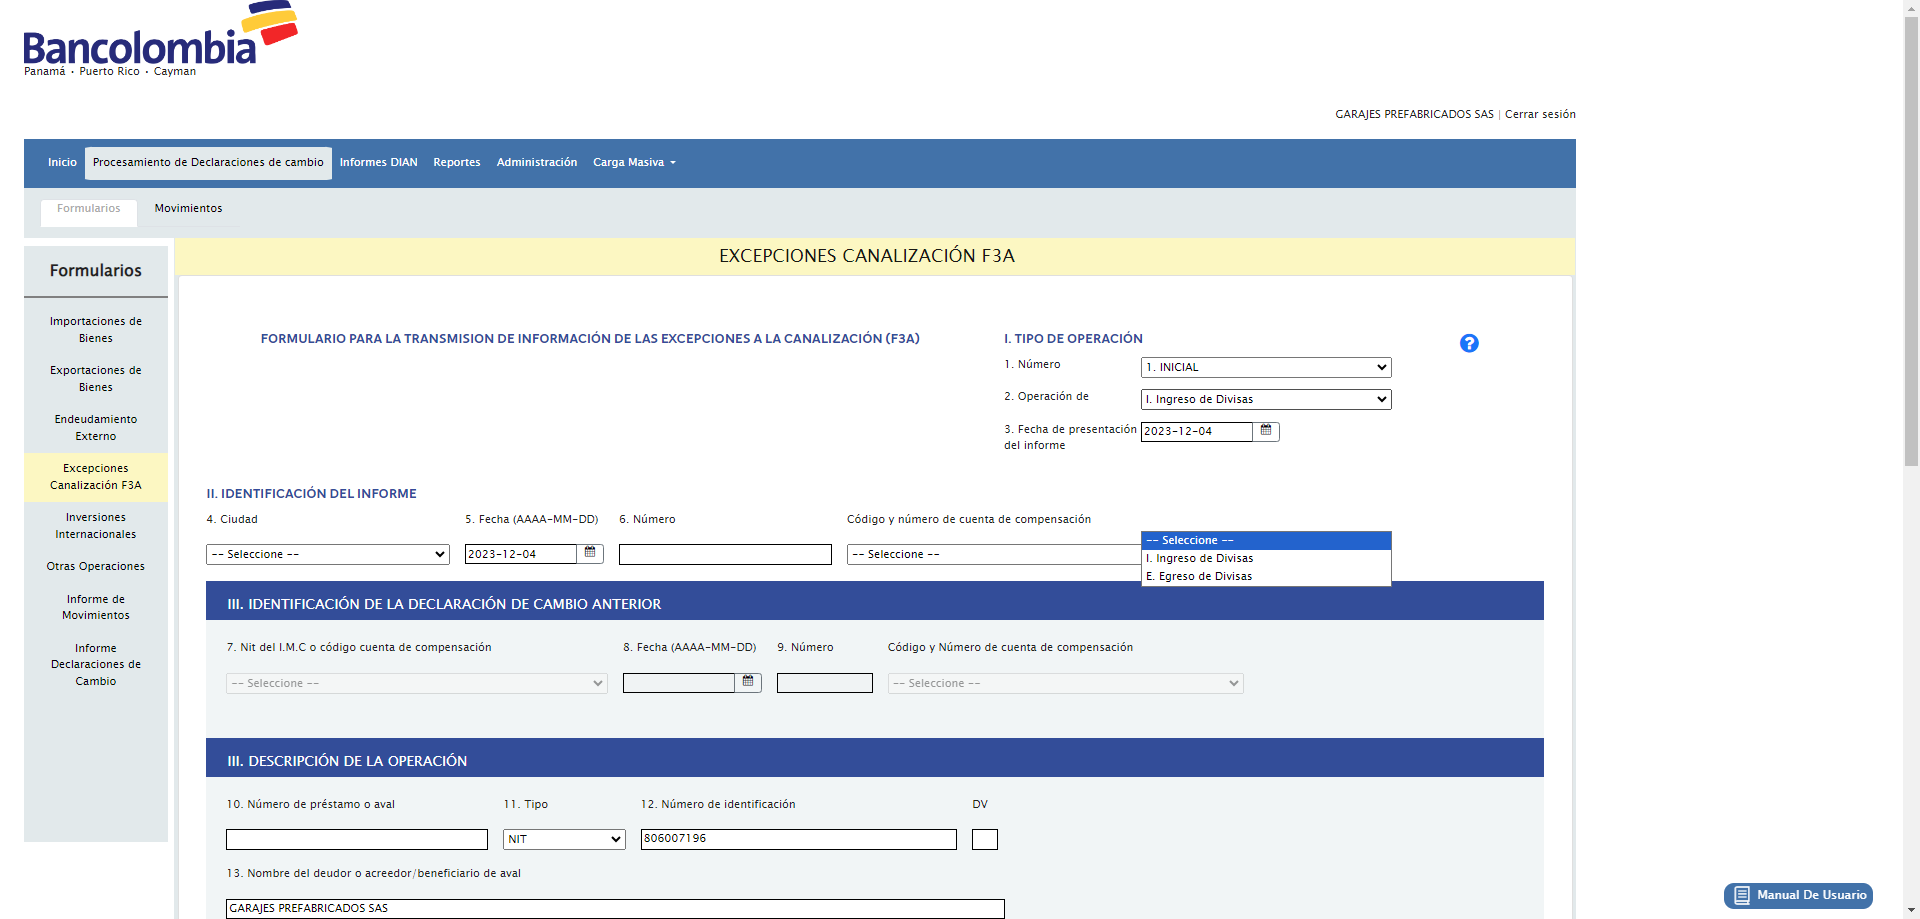 Bancolombia
Panamá · Puerto Rico · Cayman
GARAJES PREFABRICADOS SAS | Cerrar sesión
Inicio Procesamiento de Declaraciones de cambio Informes DIAN Reportes Administración Carga Masiva
Formularios Movimientos
EXCEPCIONES CANALIZACIÓN F3A
Formularios
Importaciones de
Bienes
Exportaciones de
Bienes
Endeudamiento
Externo
Excepciones
Canalización F3A
Inversiones
Internacionales
Otras Operaciones
Informe de
Movimientos
Informe
Declaraciones de
Cambio
FORMULARIO PARA LA TRANSMISION DE INFORMACIÓN DE LAS EXCEPCIONES A LA CANALIZACIÓN (F3A)
I. TIPO DE OPERACIÓN
?
1. Número 1. INICIAL
2. Operación de I. Ingreso de Divisas
3. Fecha de presentación
del informe
2023-12-04
II. IDENTIFICACIÓN DEL INFORME
4. Ciudad 5. Fecha (AAAA-MM-DD) 6. Número Código y número de cuenta de compensación
-- Seleccione -- 2023-12-04 -- Seleccione --
-- Seleccione --
I. Ingreso de Divisas
E. Egreso de Divisas
III. IDENTIFICACIÓN DE LA DECLARACIÓN DE CAMBIO ANTERIOR
7. Nit del I.M.C o código cuenta de compensación 8. Fecha (AAAA-MM-DD) 9. Número Código y Número de cuenta de compensación
-- Seleccione -- -- Seleccione --
III. DESCRIPCIÓN DE LA OPERACIÓN
10. Número de préstamo o aval 11. Tipo 12. Número de identificación DV
NIT 806007196
13. Nombre del deudor o acreedor/beneficiario de aval
GARAJES PREFABRICADOS SAS
Manual De Usuario